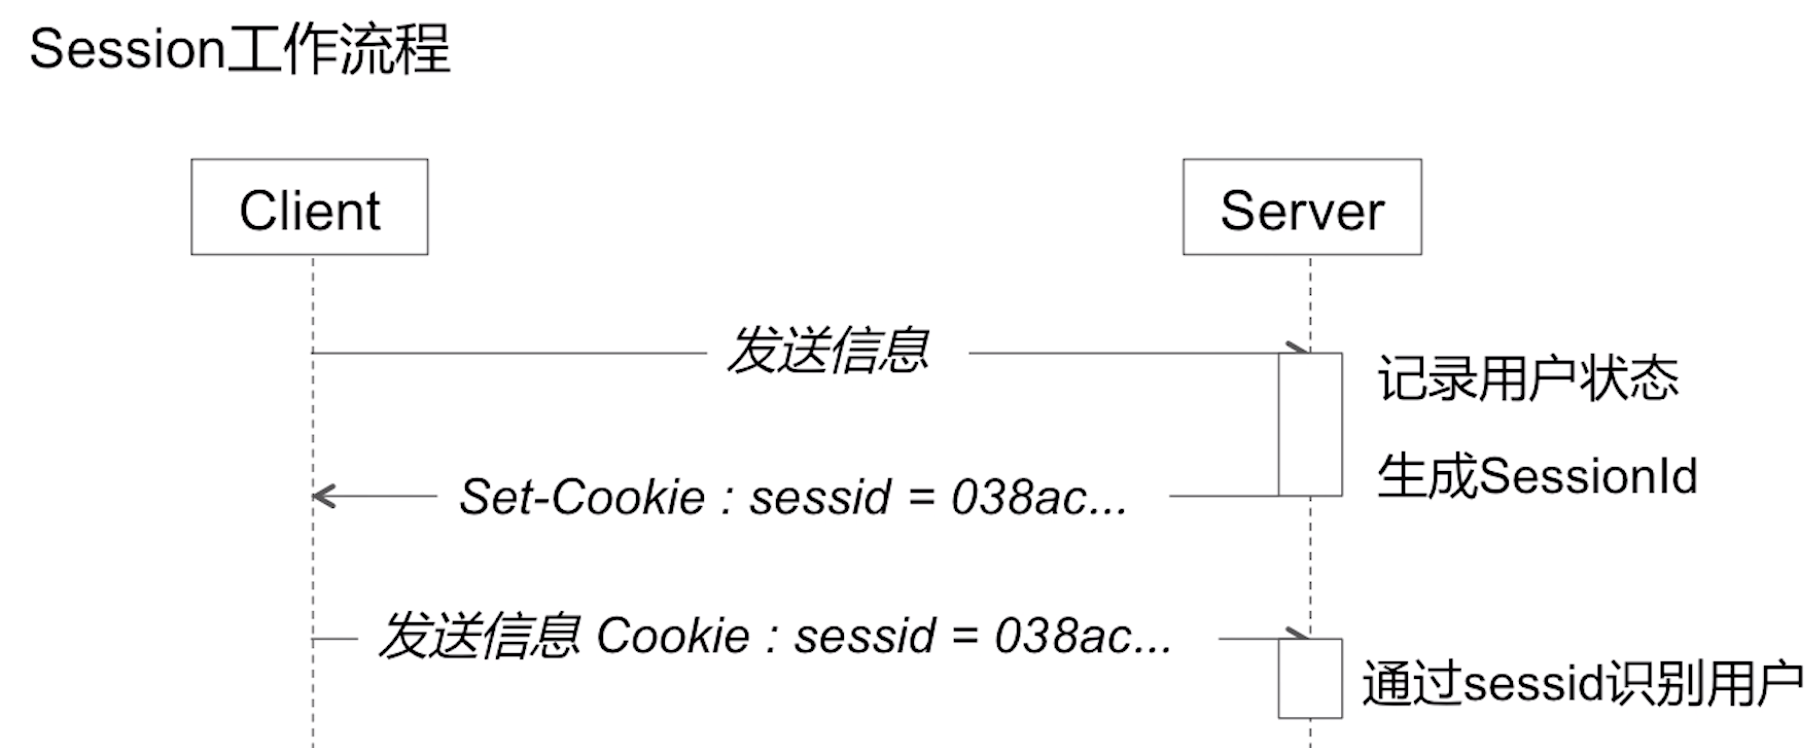 Session工作流程
Client
Server
发送信息
记录用户状态
生成SessionId
Set-Cookie : sessid = 038ac...
发送信息 Cookie : sessid = 038ac...
通过sessid识别用户